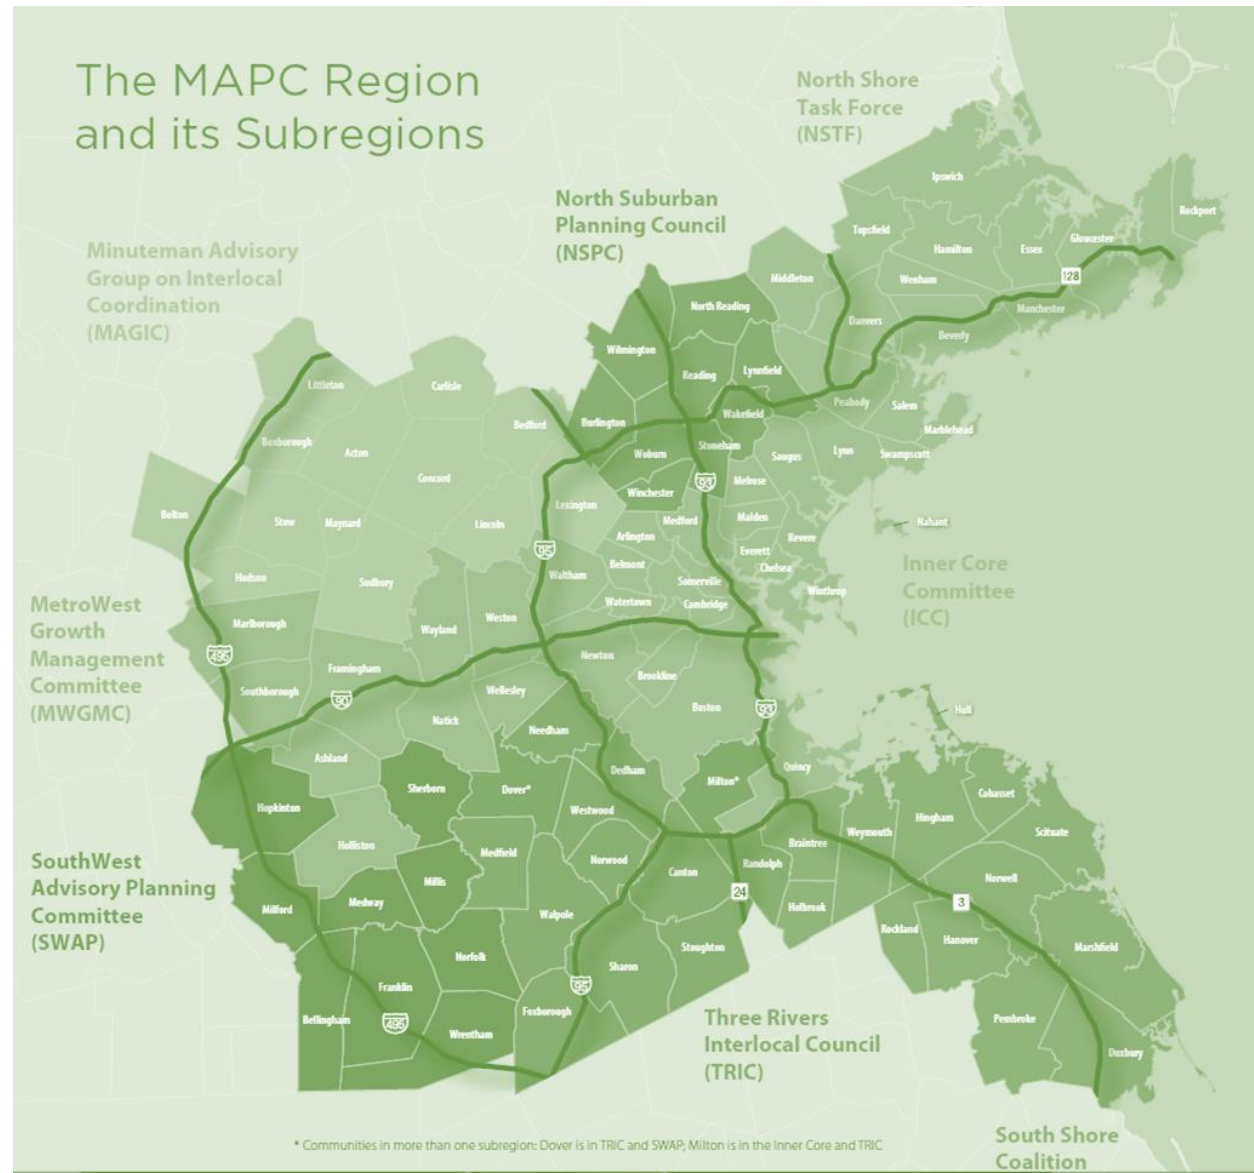 The MAPC Region
and its Subregions
North Shore
Task Force
(NSTF)
North Suburban
Planning Council
(NSPC)
Minuteman Advisory
Group on Interlocal
Coordination
(MAGIC)
Ipswich
Rockport
Topsfield
Hamilton
Essex
Gloucester
Middleton
Wenham
128
North Reading
Danvers
Manchester
Beverly
Wilmington
Reading
Lynnfield
Littleton
Carlisle
Peabody
Salem
Wakefield
Marblehead
Bedford
Burlington
Boxborough
Acton
Woburn
Stoneham
Saugus
Lynn
Swampscott
Concord
Winchester
93
Melrose
Bolton
Stow
Maynard
Lincoln
Lexington
Medford
Malden
Nahant
Arlington
Revere
95
Everett
Belmont
Chelsea
Hudson
Sudbury
Waltham
Somerville
Winthrop
Watertown
Cambridge
Inner Core
Committee
(ICC)
MetroWest
Growth
Management
Committee
(MWGMC)
Marlborough
Wayland
Weston
495
Framingham
Newton
Brookline
Southborough
90
Wellesley
Boston
93
Hull
Natick
Needham
Ashland
Dedham
Milton*
Quincy
Hopkinton
Sherborn
Dover*
Westwood
Cohasset
Hingham
Weymouth
Scituate
Holliston
Medfield
Norwood
Canton
Randolph
Braintree
SouthWest
Advisory Planning
Committee
(SWAP)
Millis
24
Norwell
Milford
Medway
Walpole
Holbrook
3
Rockland
Hanover
Marshfield
Norfolk
Sharon
Stoughton
Franklin
95
Bellingham
495
Wrentham
Foxborough
Pembroke
Duxbury
Three Rivers
Interlocal Council
(TRIC)
South Shore
Coalition
* Communities in more than one subregion: Dover is in TRIC and SWAP; Milton is in the Inner Core and TRIC